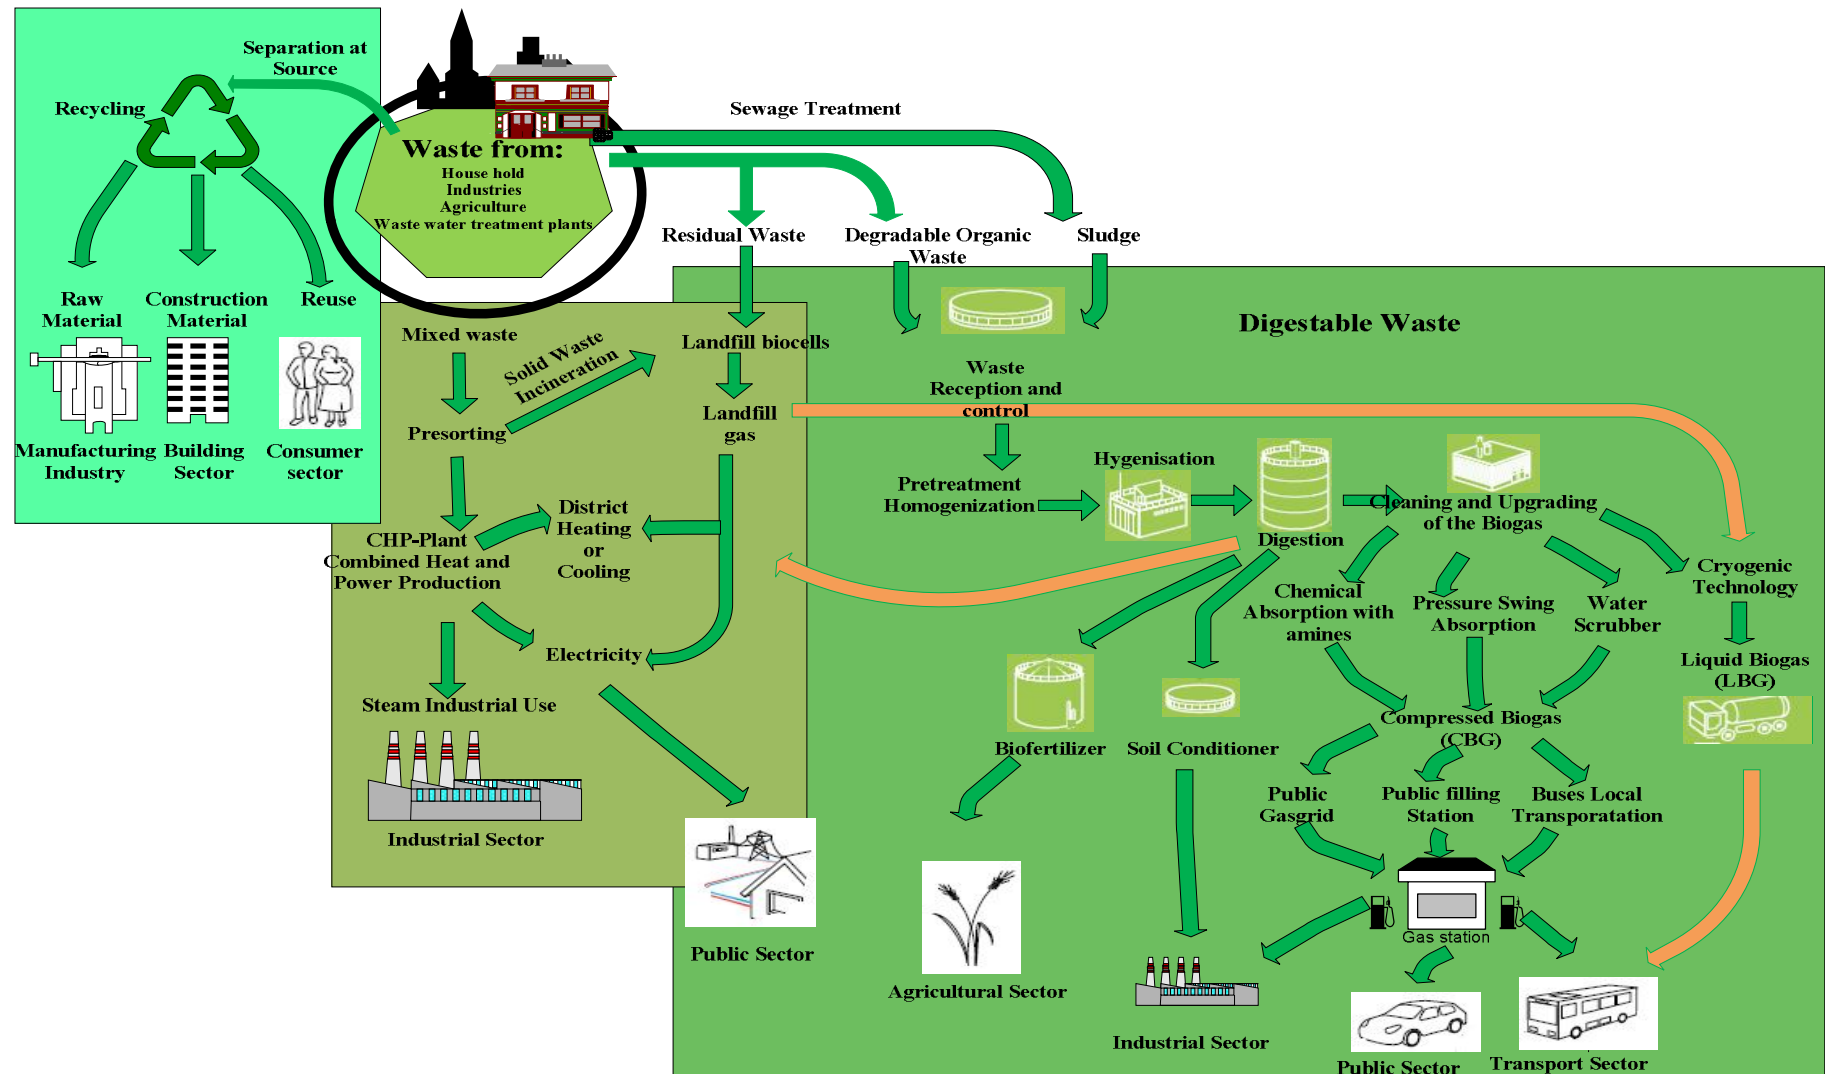 Separation at
Source
Recycling
Raw
Material
Construction
Material
Reuse
Manufacturing
Industry
Building
Sector
Consumer
sector
Waste from:
House hold
Industries
Agriculture
Waste water treatment plants
Sewage Treatment
Residual Waste
Degradable Organic
Waste
Sludge
Mixed waste
Solid Waste
Incineration
Presorting
Landfill biocells
Landfill
gas
District
Heating
or
Cooling
CHP-Plant
Combined Heat and
Power Production
Electricity
Steam Industrial Use
Industrial Sector
Public Sector
Digestable Waste
Waste
Reception and
control
Pretreatment
Homogenization
Hygenisation
Digestion
Cleaning and Upgrading
of the Biogas
Chemical
Absorption with
amines
Pressure Swing
Absorption
Water
Scrubber
Cryogenic
Technology
Liquid Biogas
(LBG)
Biofertilizer
Soil Conditioner
Compressed Biogas
(CBG)
Public
Gasgrid
Public filling
Station
Buses Local
Transporatation
Gas station
Agricultural Sector
Industrial Sector
Public Sector
Transport Sector